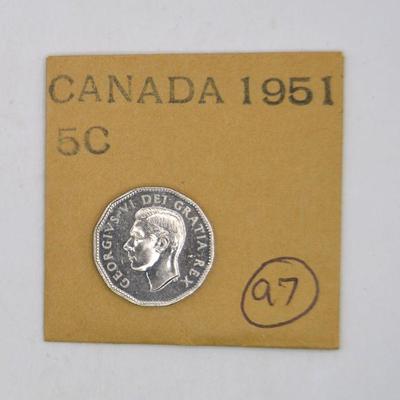 CANADA 1951
5C
GEORGIVS VI DEI GRATIA REX
97